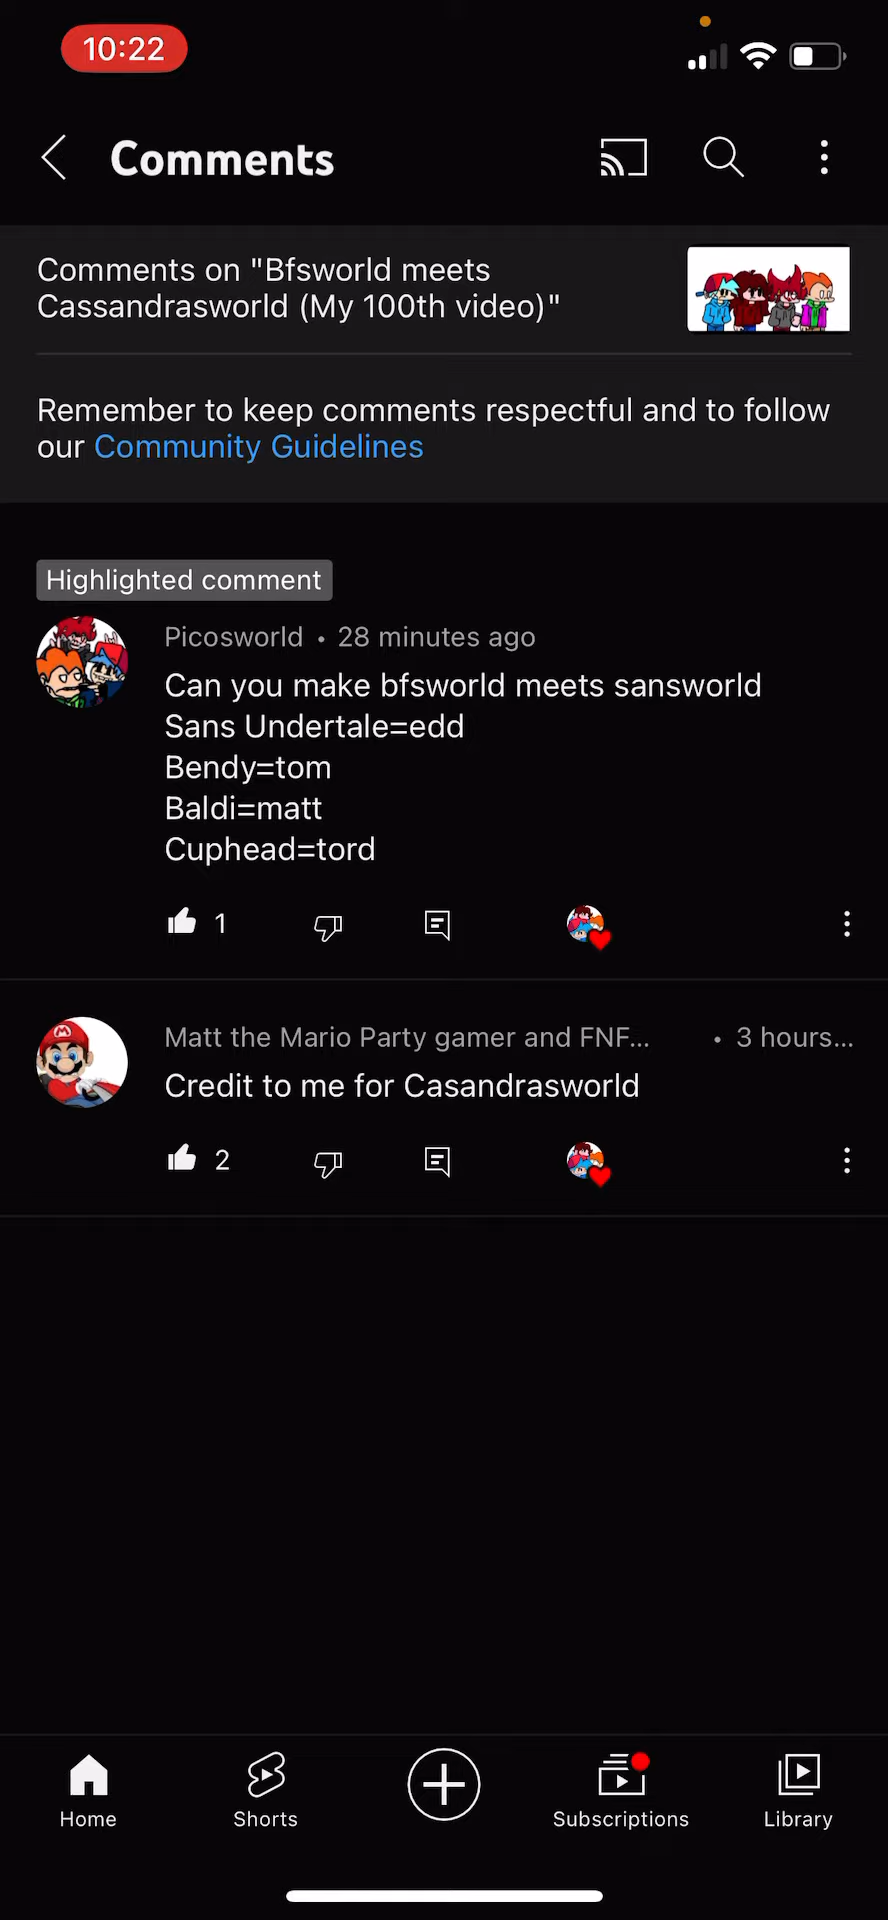 10:22
Comments
Comments on "Bfsworld meets
Cassandrasworld (My 100th video)"
Remember to keep comments respectful and to follow
our Community Guidelines
Highlighted comment
Picosworld • 28 minutes ago
Can you make bfsworld meets sansworld
Sans Undertale=edd
Bendy=tom
Baldi=matt
Cuphead=tord
1
Matt the Mario Party gamer and FNF... • 3 hours...
Credit to me for Casandrasworld
2
Home
Shorts
Subscriptions
Library